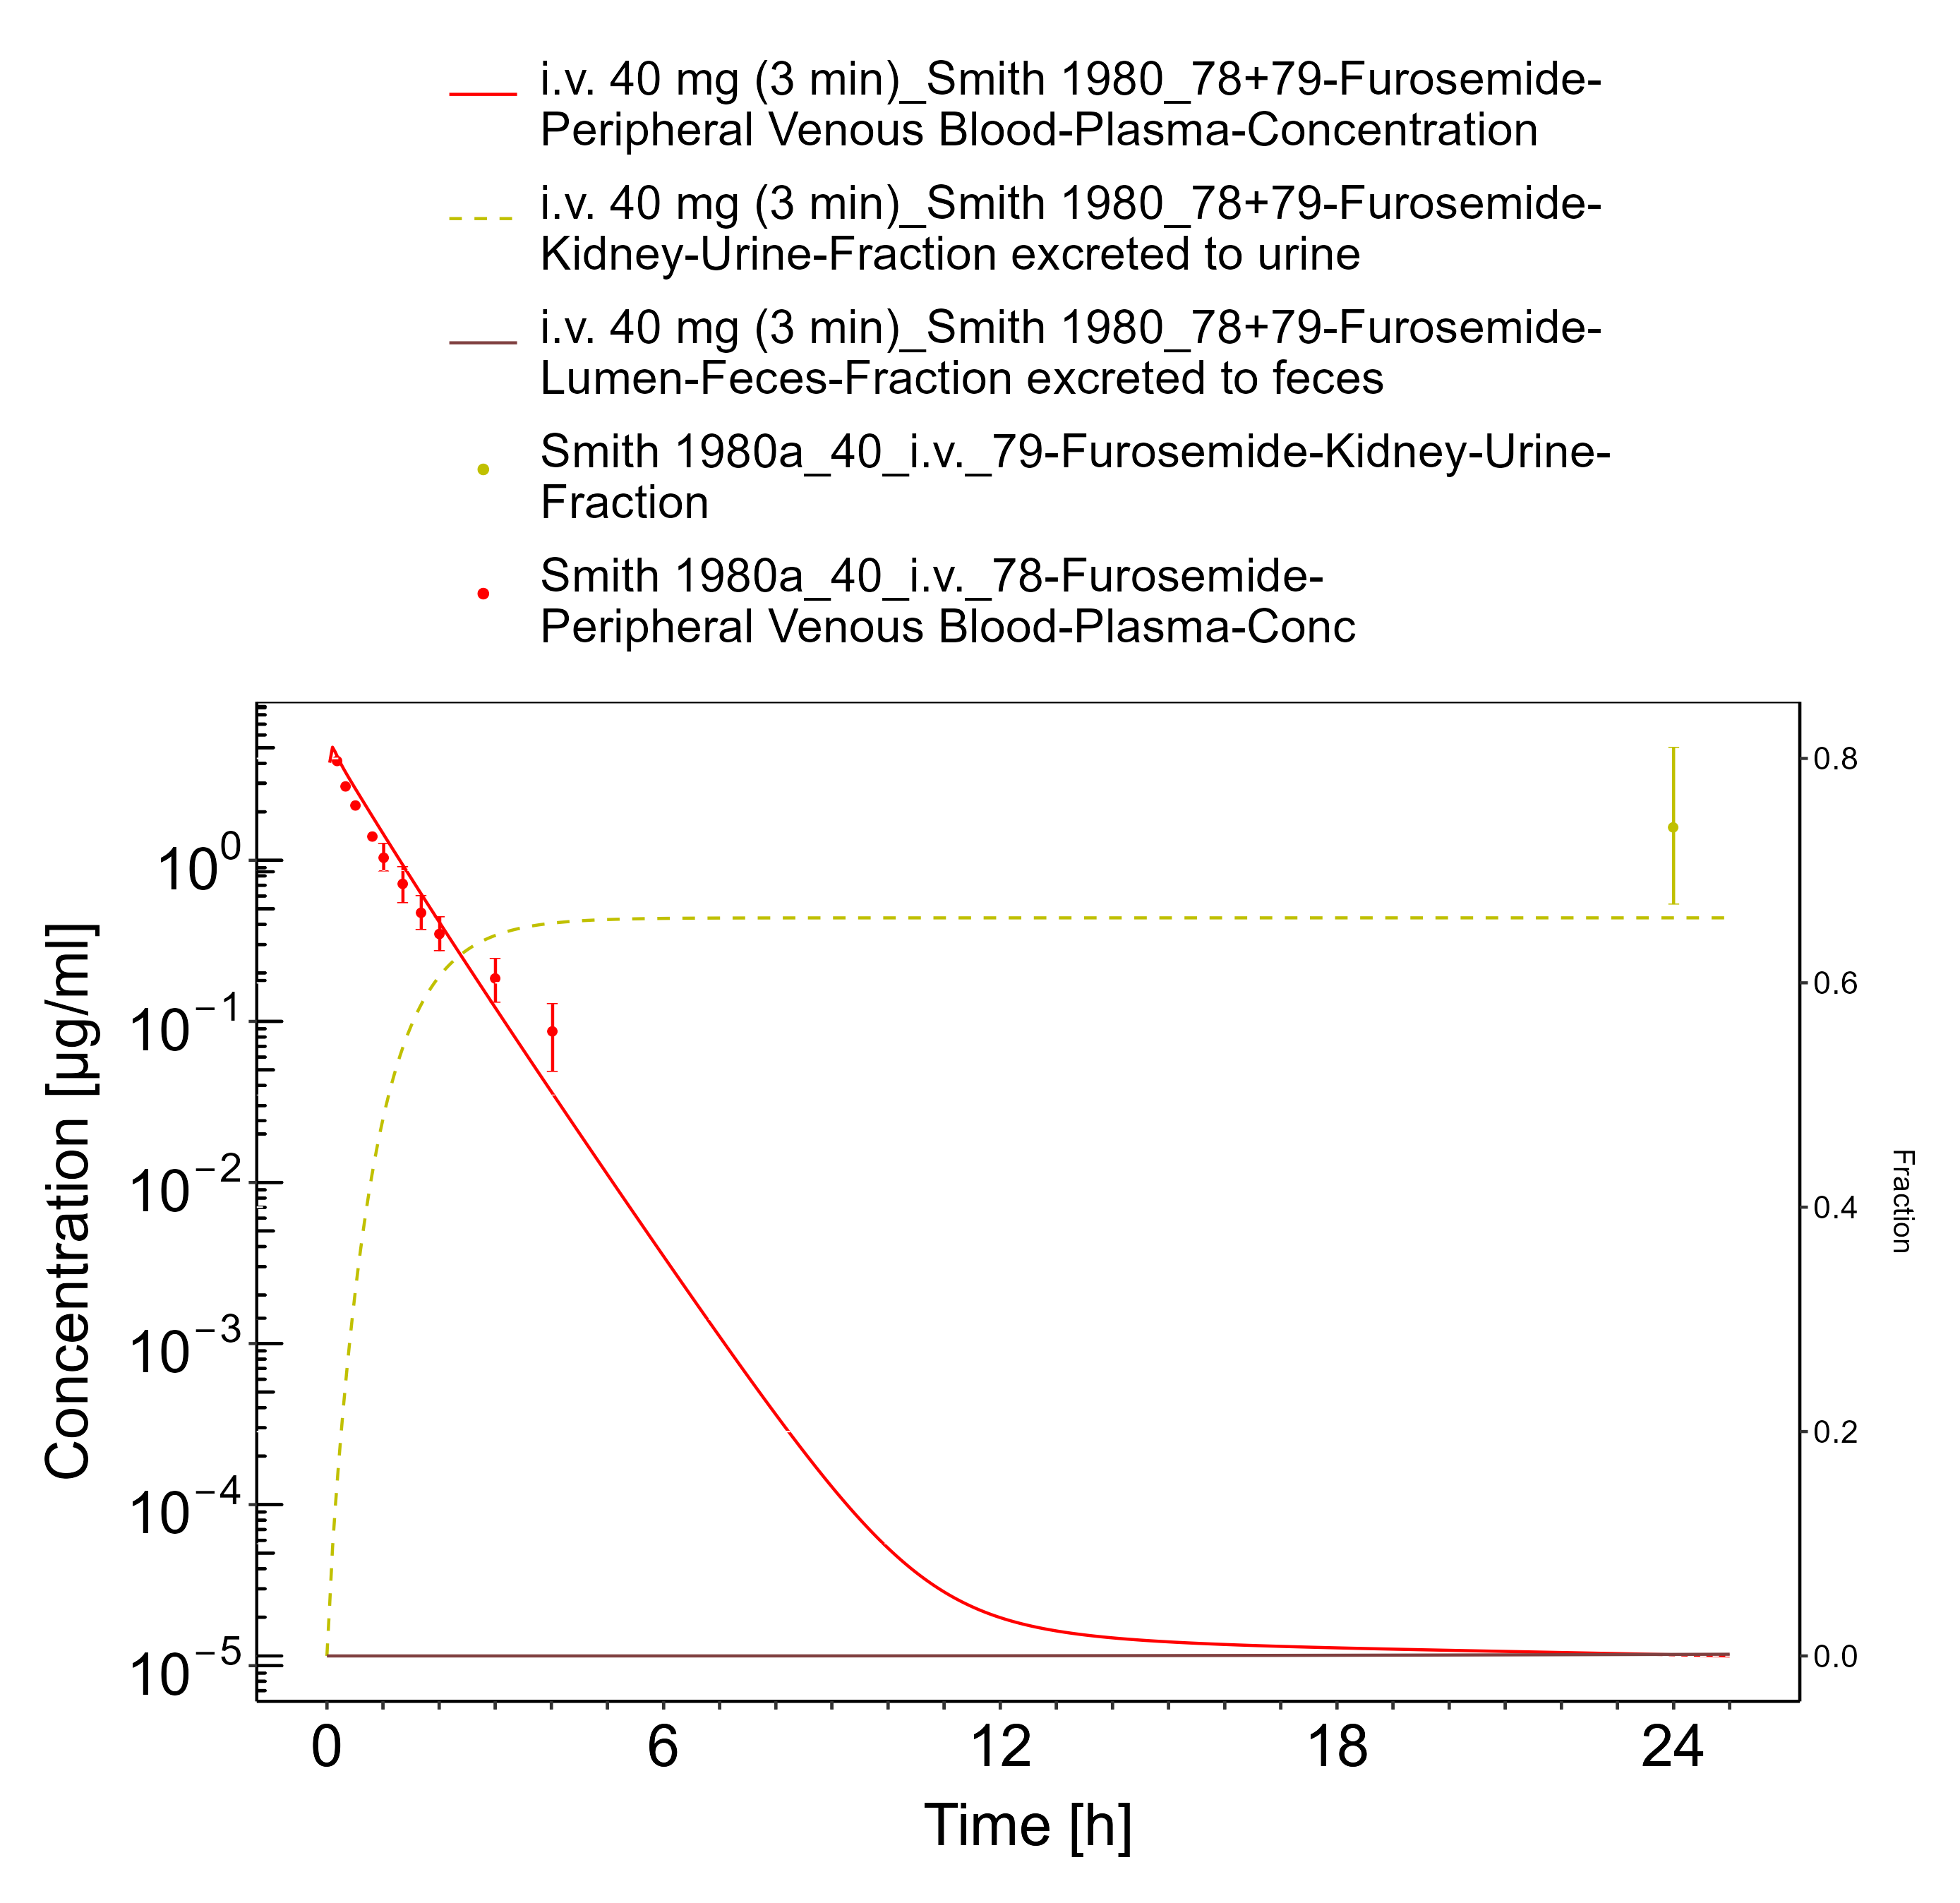 i.v. 40 mg (3 min)_Smith 1980_78+79-Furosemide-
Peripheral Venous Blood-Plasma-Concentration
i.v. 40 mg (3 min)_Smith 1980_78+79-Furosemide-
Kidney-Urine-Fraction excreted to urine
i.v. 40 mg (3 min)_Smith 1980_78+79-Furosemide-
Lumen-Feces-Fraction excreted to feces
Smith 1980a_40_i.v._79-Furosemide-Kidney-Urine-
Fraction
Smith 1980a_40_i.v._78-Furosemide-
Peripheral Venous Blood-Plasma-Conc
Concentration [µg/ml]
10⁰
10⁻¹
10⁻²
10⁻³
10⁻⁴
10⁻⁵
0.8
0.6
0.4
0.2
0.0
Fraction
0 6 12 18 24
Time [h]